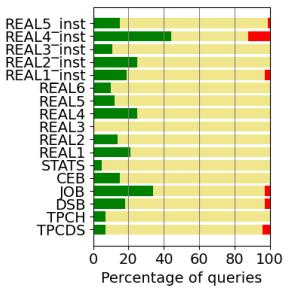 REAL5_inst
REAL4_inst
REAL3_inst
REAL2_inst
REAL1_inst
REAL6
REAL5
REAL4
REAL3
REAL2
REAL1
STATS
CEB
JOB
DSB
TPCH
TPCDS
0 20 40 60 80 100
Percentage of queries